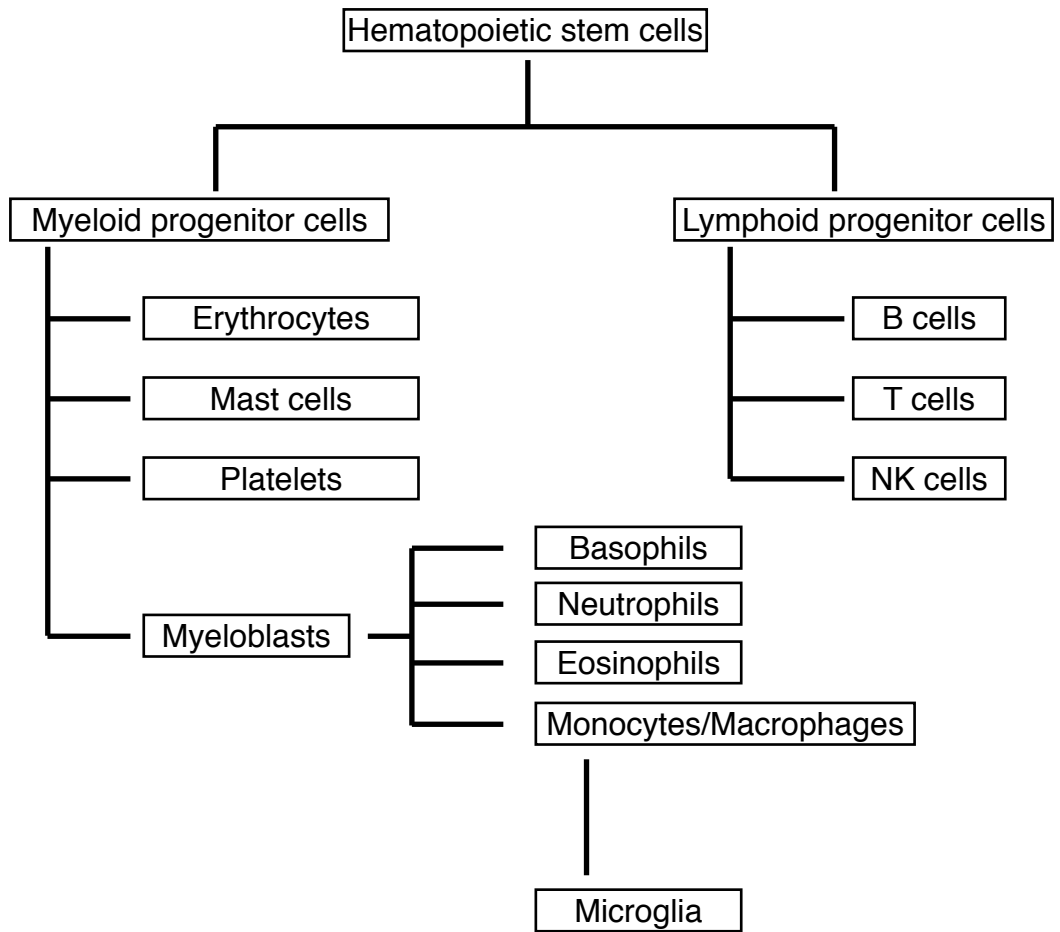 Hematopoietic stem cells
Myeloid progenitor cells
Lymphoid progenitor cells
Erythrocytes
B cells
Mast cells
T cells
Platelets
NK cells
Basophils
Neutrophils
Myeloblasts
Eosinophils
Monocytes/Macrophages
Microglia